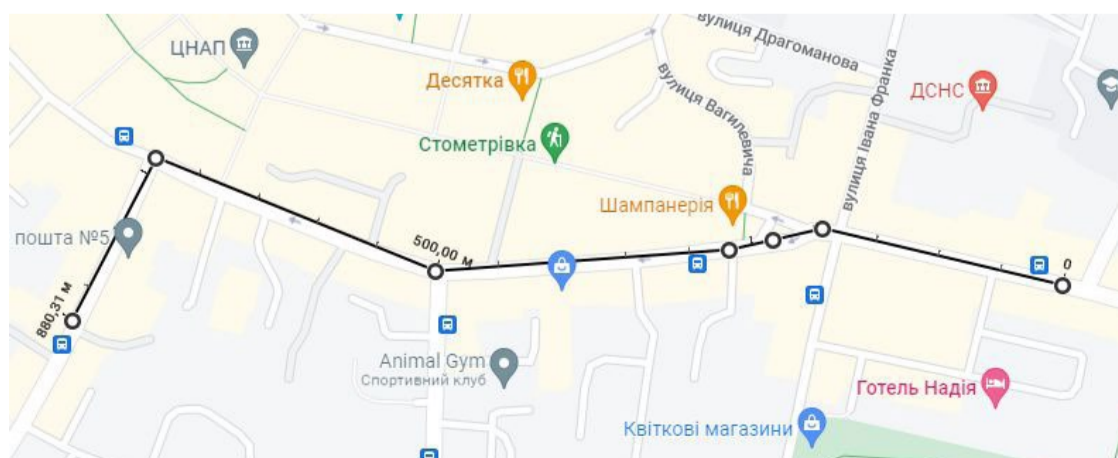 ЦНАП
вулиця Драгоманова
Десятка
вулиця Вагилевича
вулиця Івана Франка
ДСНС
Стометрівка
Шампанерія
пошта №5
500,00 м
0
880,31 м
Animal Gym
Спортивний клуб
Готель Надія
Квіткові магазини